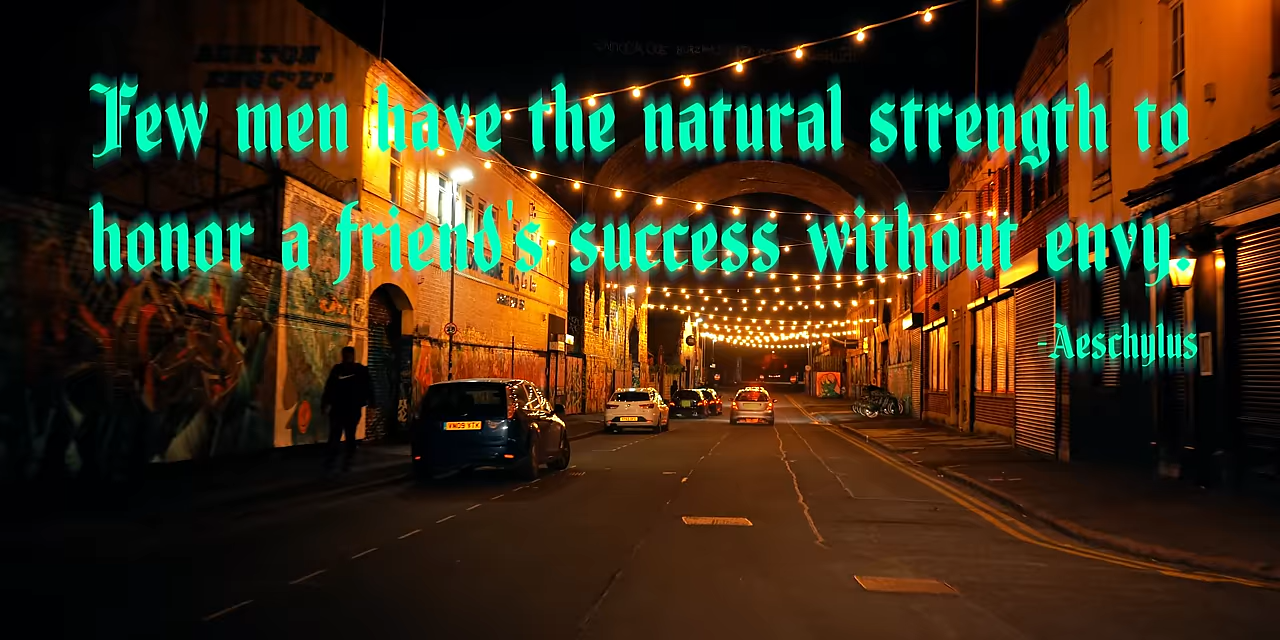 Few men have the natural strength to
honor a friend's success without envy.
-Aeschylus